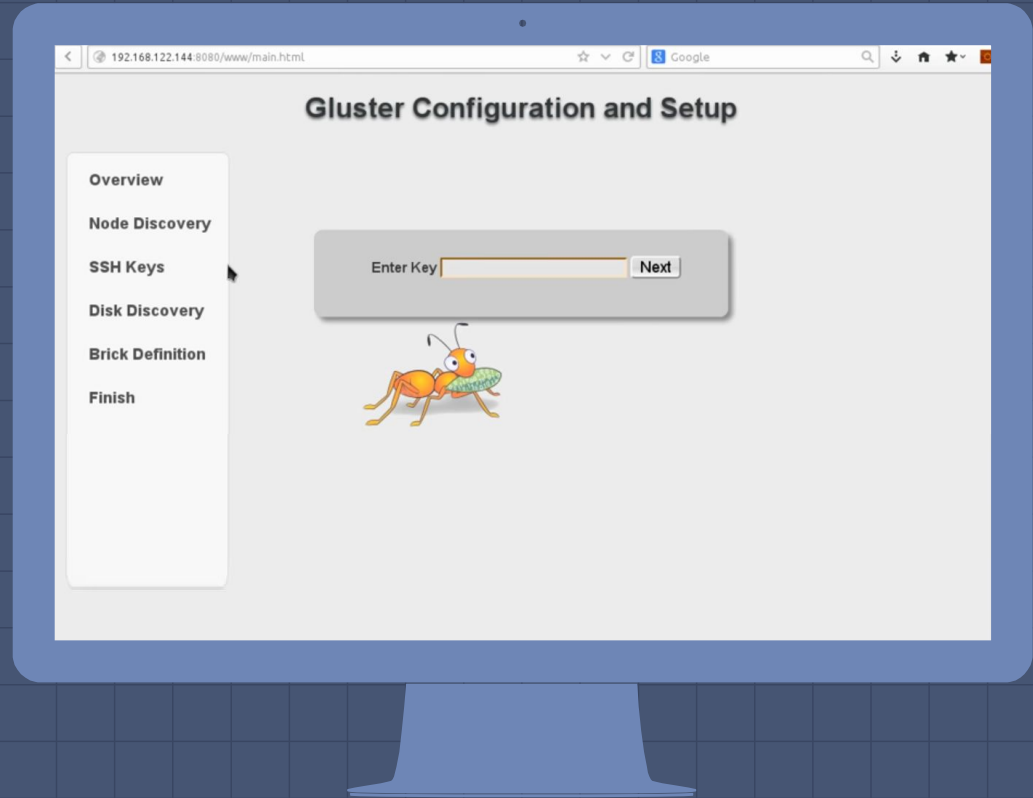 192.168.122.144:8080/www/main.html
Google
Gluster Configuration and Setup
Overview
Node Discovery
SSH Keys
Disk Discovery
Brick Definition
Finish
Enter Key
Next